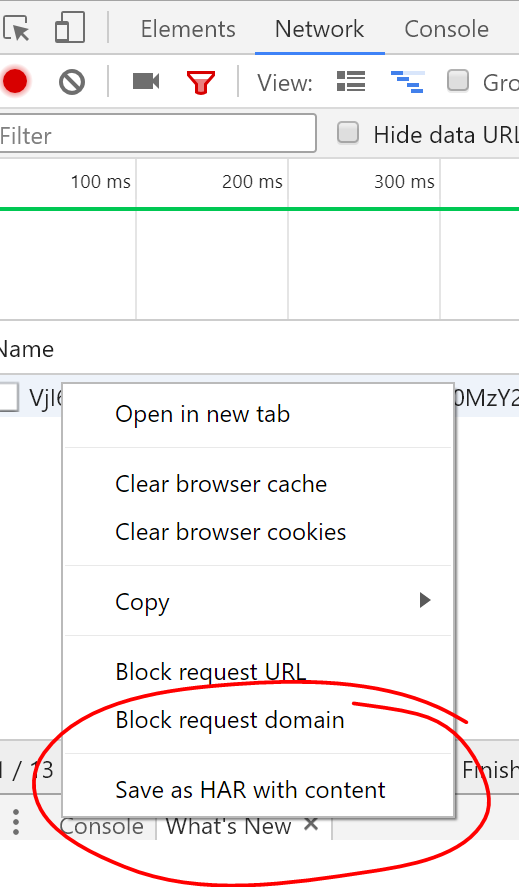 Elements Network Console
View: Gro
Filter Hide data URL
100 ms 200 ms 300 ms
Name
VjI6 0MzY2
Open in new tab
Clear browser cache
Clear browser cookies
Copy
Block request URL
Block request domain
/ 13 Finish
Save as HAR with content
Console What's New